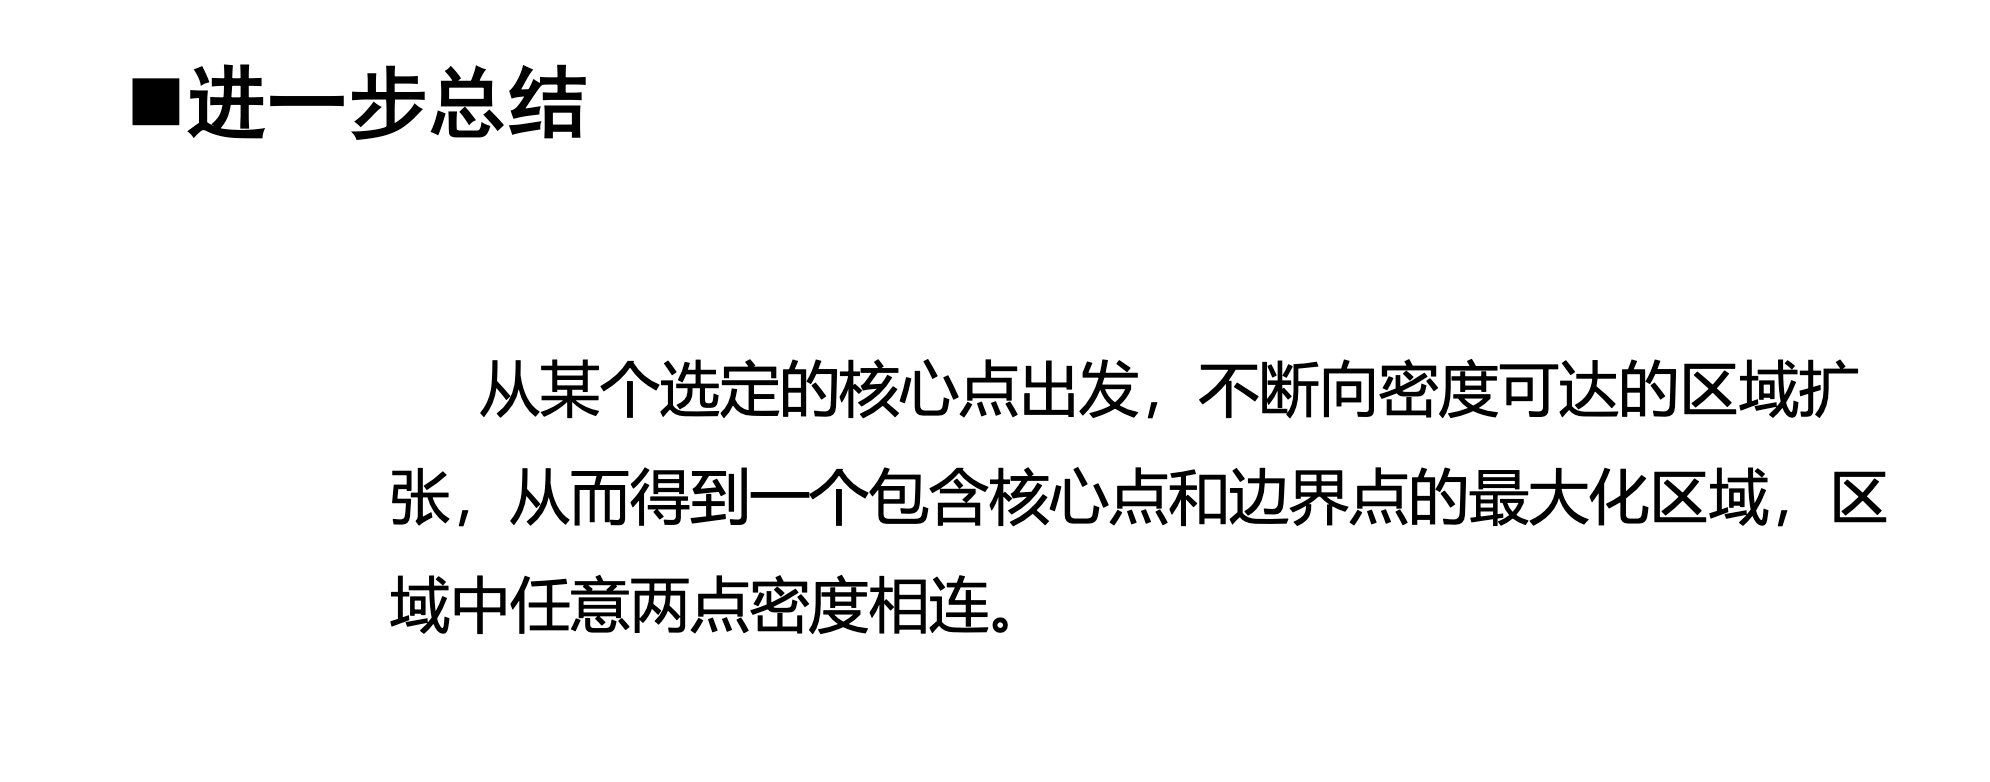 ■进一步总结
从某个选定的核心点出发，不断向密度可达的区域扩
张，从而得到一个包含核心点和边界点的最大化区域，区
域中任意两点密度相连。